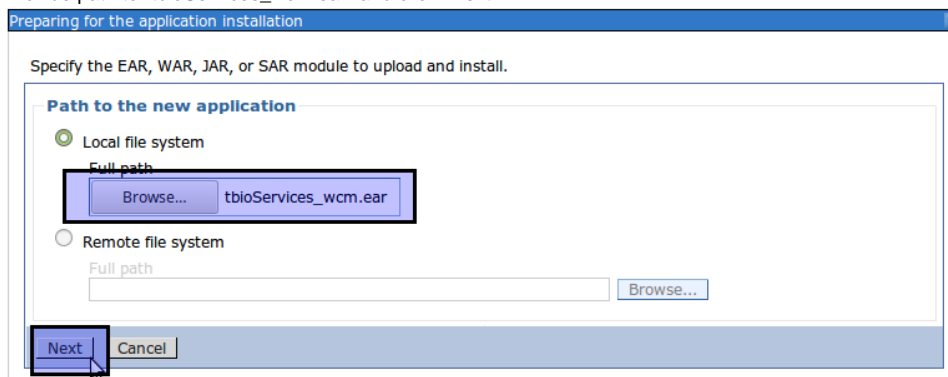 Preparing for the application installation
Specify the EAR, WAR, JAR, or SAR module to upload and install.
Path to the new application
Local file system
Full path
Browse... tbioServices_wcm.ear
Remote file system
Full path
Browse...
Next Cancel